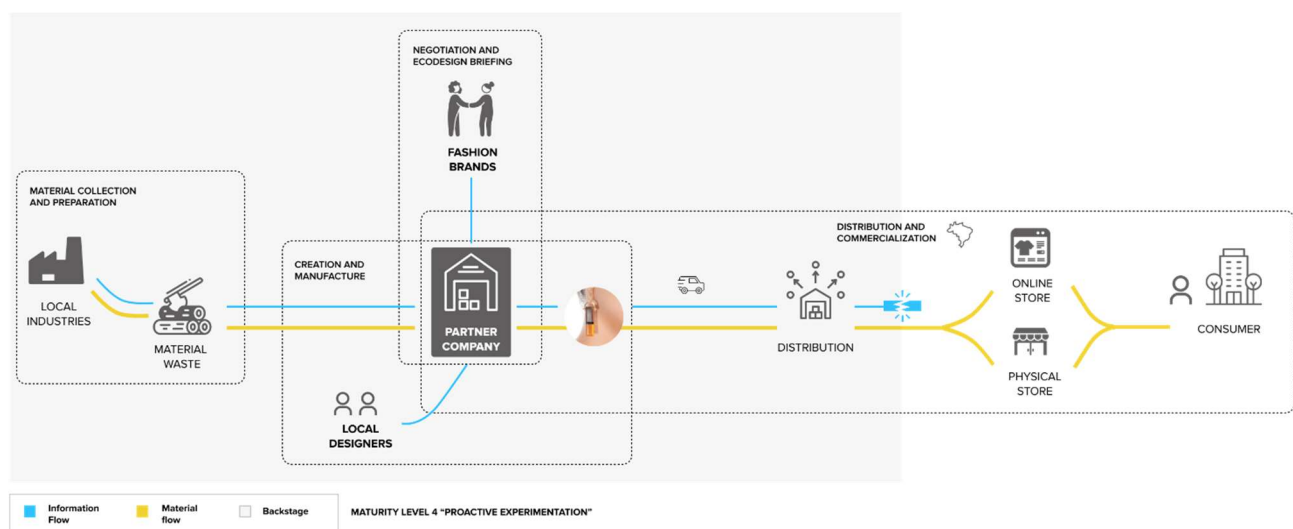 NEGOTIATION AND
ECODESIGN BRIEFING
FASHION
BRANDS
MATERIAL COLLECTION
AND PREPARATION
LOCAL
INDUSTRIES
MATERIAL
WASTE
CREATION AND
MANUFACTURE
PARTNER
COMPANY
LOCAL
DESIGNERS
DISTRIBUTION AND
COMMERCIALIZATION
DISTRIBUTION
ONLINE
STORE
PHYSICAL
STORE
CONSUMER
Information
Flow
Material
flow
Backstage
MATURITY LEVEL 4 “PROACTIVE EXPERIMENTATION”